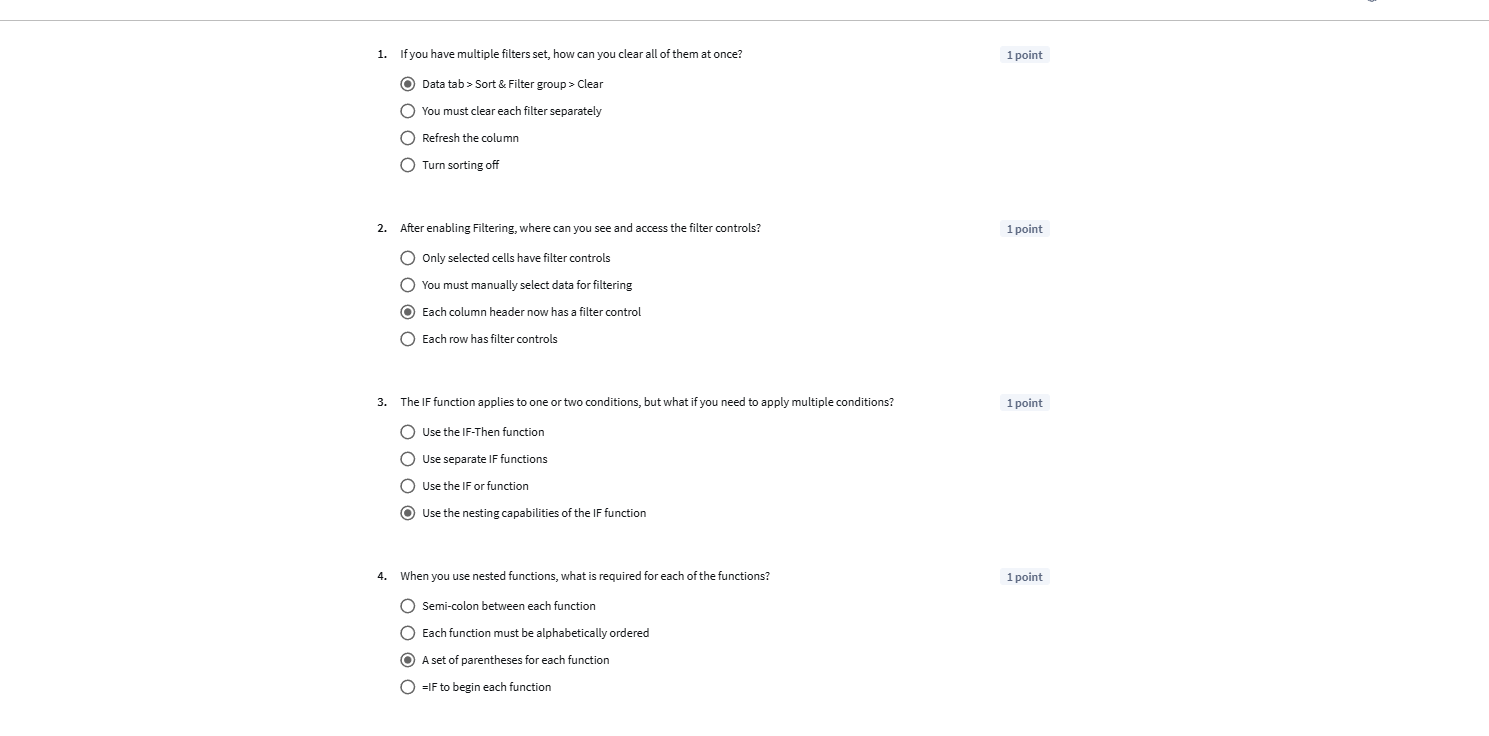 1. If you have multiple filters set, how can you clear all of them at once? 1 point
Data tab > Sort & Filter group > Clear
You must clear each filter separately
Refresh the column
Turn sorting off
2. After enabling Filtering, where can you see and access the filter controls? 1 point
Only selected cells have filter controls
You must manually select data for filtering
Each column header now has a filter control
Each row has filter controls
3. The IF function applies to one or two conditions, but what if you need to apply multiple conditions? 1 point
Use the IF-Then function
Use separate IF functions
Use the IF or function
Use the nesting capabilities of the IF function
4. When you use nested functions, what is required for each of the functions? 1 point
Semi-colon between each function
Each function must be alphabetically ordered
A set of parentheses for each function
=IF to begin each function